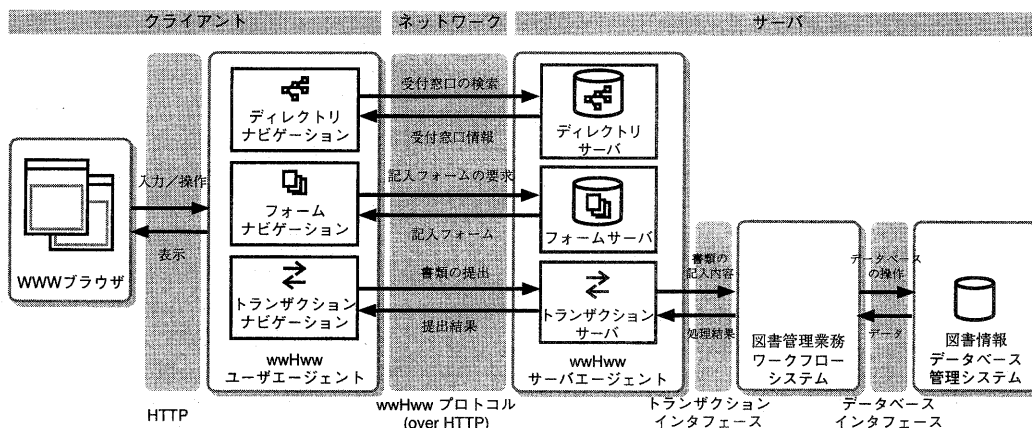 クライアント
ネットワーク
サーバ
受付窓口の検索
ディレクトリ
ナビゲーション
受付窓口情報
ディレクトリ
サーバ
入力／操作
記入フォームの要求
フォーム
ナビゲーション
記入フォーム
フォームサーバ
表示
WWWブラウザ
書類の提出
書類の
記入内容
データベース
の操作
トランザクション
ナビゲーション
提出結果
トランザクション
サーバ
処理結果
データ
図書管理業務
ワークフロー
システム
図書情報
データベース
管理システム
wwHww
ユーザエージェント
wwHww
サーバエージェント
HTTP
wwHww プロトコル
(over HTTP)
トランザクション
インタフェース
データベース
インタフェース